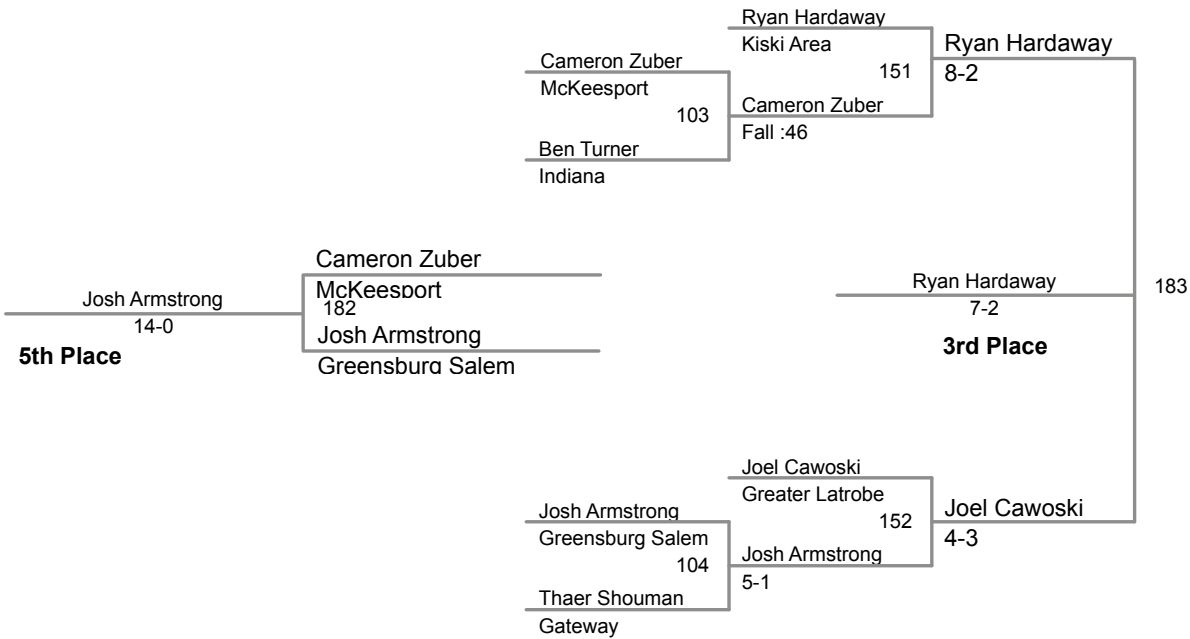 Ryan Hardaway
Kiski Area
151
Ryan Hardaway
8-2
Cameron Zuber
McKeesport
103
Cameron Zuber
Fall :46
Ben Turner
Indiana
Cameron Zuber
McKeesport
182
Josh Armstrong
14-0
5th Place
Josh Armstrong
Greensburg Salem
Ryan Hardaway
7-2
183
3rd Place
Joel Cawoski
Greater Latrobe
152
Joel Cawoski
4-3
Josh Armstrong
Greensburg Salem
104
Josh Armstrong
5-1
Thaer Shouman
Gateway